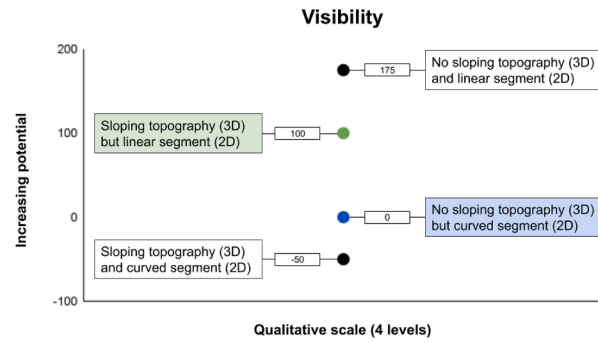 Visibility
200
175
No sloping topography (3D)
and linear segment (2D)
Sloping topography (3D)
but linear segment (2D)
100
100
Increasing potential
0
0
No sloping topography (3D)
but curved segment (2D)
Sloping topography (3D)
and curved segment (2D)
-50
-100
Qualitative scale (4 levels)